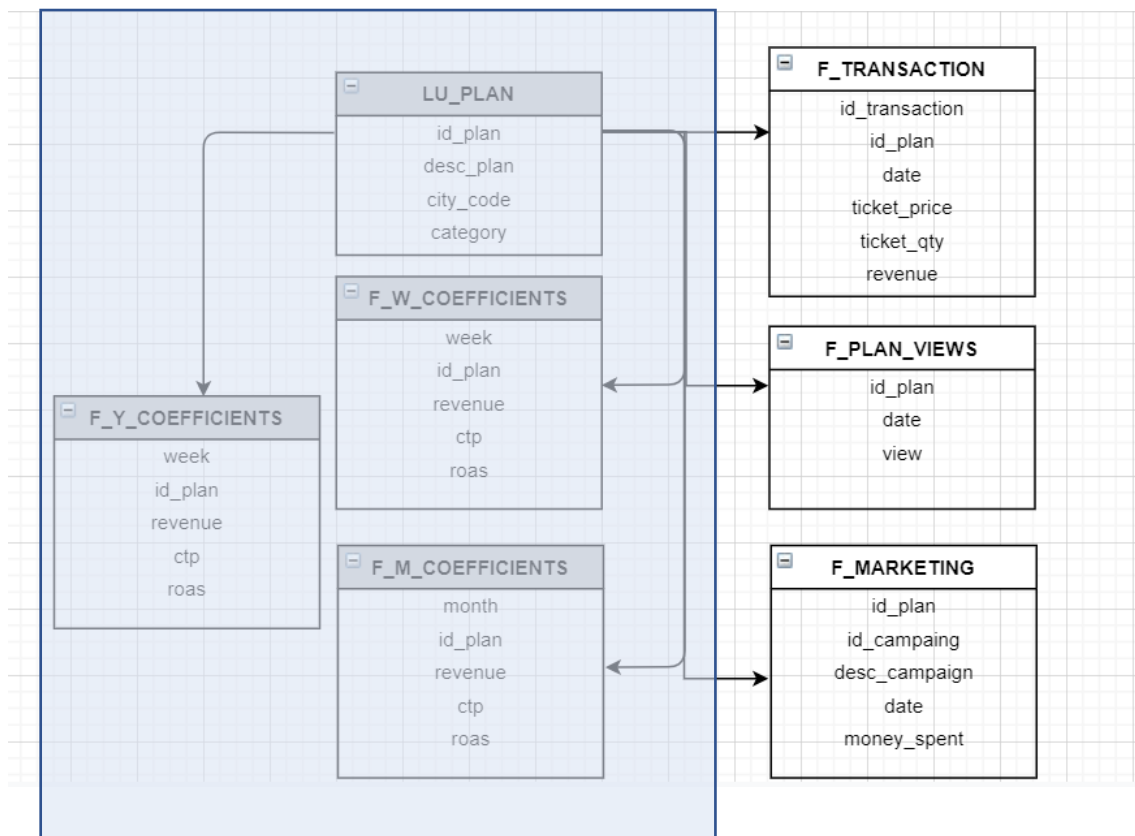 LU_PLAN
id_plan
desc_plan
city_code
category
F_W_COEFFICIENTS
week
id_plan
revenue
ctp
roas
F_Y_COEFFICIENTS
week
id_plan
revenue
ctp
roas
F_M_COEFFICIENTS
month
id_plan
revenue
ctp
roas
F_TRANSACTION
id_transaction
id_plan
date
ticket_price
ticket_qty
revenue
F_PLAN_VIEWS
id_plan
date
view
F_MARKETING
id_plan
id_campaing
desc_campaign
date
money_spent